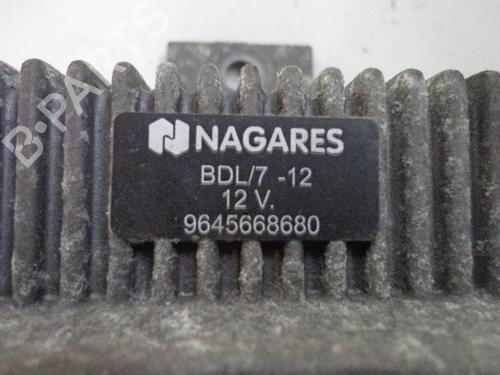 B-PARTS
NAGARES
BDL/7 -12
12 V.
9645668680